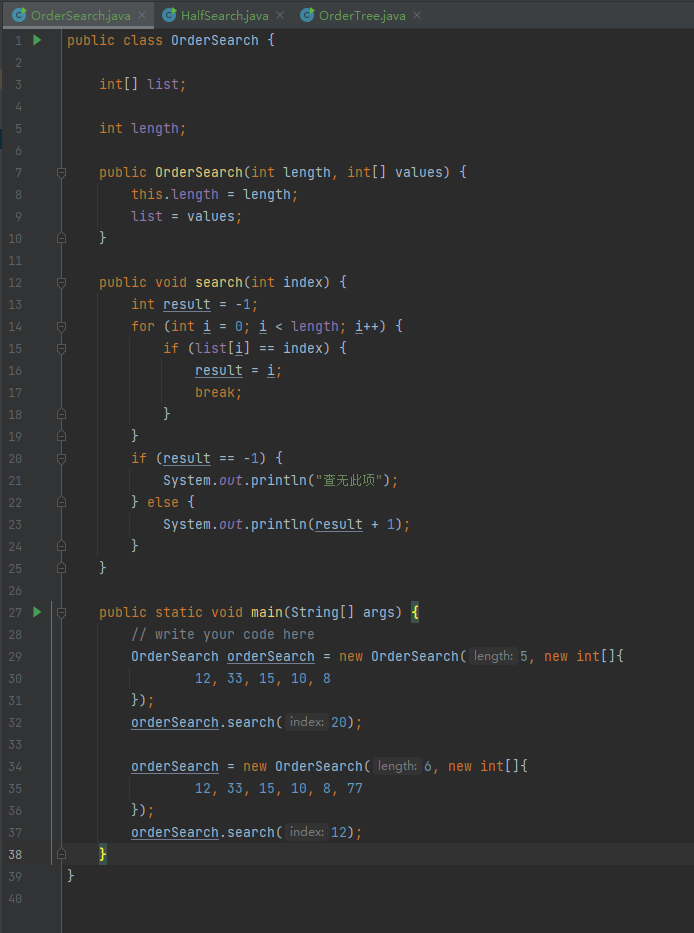 OrderSearch.java HalfSearch.java OrderTree.java
1 public class OrderSearch {
2
3 int[] list;
4
5 int length;
6
7 public OrderSearch(int length, int[] values) {
8 this.length = length;
9 list = values;
10 }
11
12 public void search(int index) {
13 int result = -1;
14 for (int i = 0; i < length; i++) {
15 if (list[i] == index) {
16 result = i;
17 break;
18 }
19 }
20 if (result == -1) {
21 System.out.println("查无此项");
22 } else {
23 System.out.println(result + 1);
24 }
25 }
26
27 public static void main(String[] args) {
28 // write your code here
29 OrderSearch orderSearch = new OrderSearch( length: 5, new int[]{
30 12, 33, 15, 10, 8
31 });
32 orderSearch.search( index: 20);
33
34 orderSearch = new OrderSearch( length: 6, new int[]{
35 12, 33, 15, 10, 8, 77
36 });
37 orderSearch.search( index: 12);
38 }
39 }
40